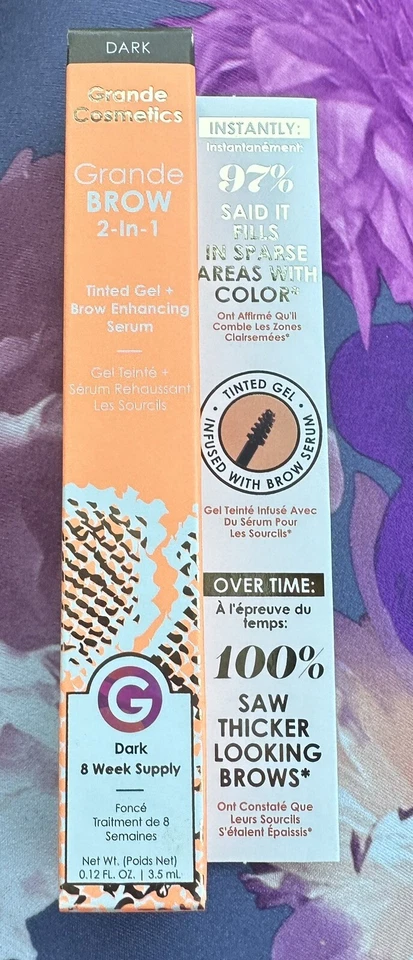 DARK
Grande
Cosmetics
Grande
BROW
2-In-1
Tinted Gel +
Brow Enhancing
Serum
Gel Teinté +
Sérum Rehaussant
Les Sourcils
G
Dark
8 Week Supply
Foncé
Traitment de 8
Semaines
Net Wt. (Poids Net)
0.12 FL. OZ. | 3.5 mL
INSTANTLY:
Instantanément:
97%
SAID IT
FILLS
IN SPARSE
AREAS WITH
COLOR*
Ont Affirmé Qu'il
Comble Les Zones
Clairsemées*
• TINTED GEL •
INFUSED WITH BROW SERUM
Gel Teinté Infusé Avec
Du Sérum Pour
Les Sourcils*
OVER TIME:
À l'épreuve du
temps:
100%
SAW
THICKER
LOOKING
BROWS*
Ont Constaté Que
Leurs Sourcils
S'étaient Épaissis*